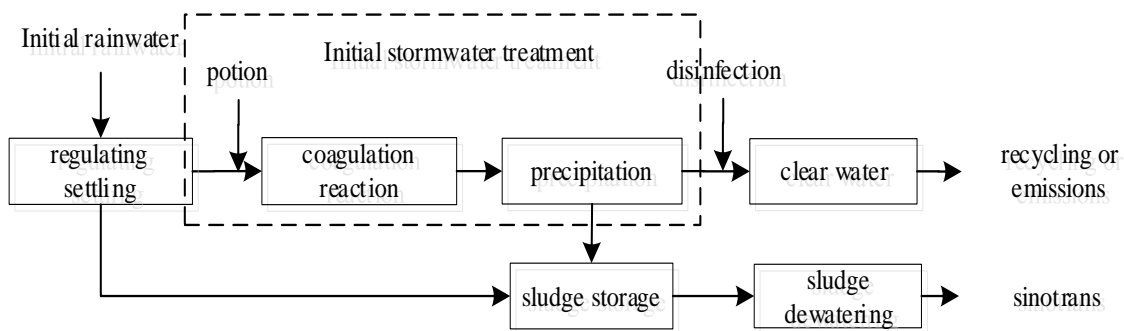 Initial rainwater
Initial stormwater treatment
potion
disinfection
regulating
settling
coagulation
reaction
precipitation
clear water
recycling or
emissions
sludge storage
sludge
dewatering
sinotrans